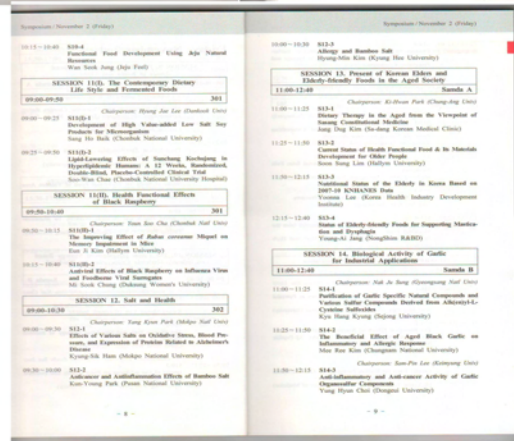 Symposium / November 2 (Friday)
10:15 ~ 10:40 S10-4
Functional Food Development Using Jeju Natural
Resources
Wan Seok Jung (Jeju Feel)
SESSION 11(I). The Contemporary Dietary
Life Style and Fermented Foods
09:00-09:50 301
Chairperson: Hyung Joo Lee (Dankook Univ)
09:00 ~ 09:25 S11(I)-1
Development of High Value-added Low Salt Soy
Products for Microorganism
Sang Ho Baik (Chonbuk National University)
09:25 ~ 09:50 S11(I)-2
Lipid-Lowering Effects of Sunchang Kochujang in
Hyperlipidemic Humans: A 12 Weeks, Randomized,
Double-Blind, Placebo-Controlled Clinical Trial
Soo-Wan Chae (Chonbuk National University Hospital)
SESSION 11(II). Health Functional Effects
of Black Raspberry
09:50-10:40 301
Chairperson: Youn Soo Cha (Chonbuk Natl Univ)
09:50 ~ 10:15 S11(II)-1
The Improving Effect of Rubus coreanus Miquel on
Memory Impairment in Mice
Eun Ji Kim (Hallym University)
10:15 ~ 10:40 S11(II)-2
Antiviral Effects of Black Raspberry on Influenza Virus
and Foodborne Viral Surrogates
Mi Sook Chung (Duksung Women's University)
SESSION 12. Salt and Health
09:00-10:30 302
Chairperson: Tang Kyun Park (Mokpo Natl Univ)
09:00 ~ 09:30 S12-1
Effects of Various Salts on Oxidative Stress, Blood Pre-
ssure, and Expression of Proteins Related to Alzheimer's
Disease
Kyung-Sik Ham (Mokpo National University)
09:30 ~ 10:00 S12-2
Anticancer and Antiinflammation Effects of Bamboo Salt
Kun-Young Park (Pusan National University)
- 8 -
Symposium / November 2 (Friday)
10:00 ~ 10:30 S12-3
Allergy and Bamboo Salt
Hyung-Min Kim (Kyung Hee University)
SESSION 13. Present of Korean Elders and
Elderly-friendly Foods in the Aged Society
11:00-12:40 Samda A
Chairperson: Ki-Hwan Park (Chung-Ang Univ)
11:00 ~ 11:25 S13-1
Dietary Therapy in the Aged from the Viewpoint of
Sasang Constitutional Medicine
Jang Dug Kim (Sa-dang Korean Medical Clinic)
11:25 ~ 11:50 S13-2
Current Status of Health Functional Food & Its Materials
Development for Older People
Soon Sung Lim (Hallym University)
11:50 ~ 12:15 S13-3
Nutritional Status of the Elderly in Korea Based on
2007-10 KNHANES Data
Yoonna Lee (Korea Health Industry Development
Institute)
12:15 ~ 12:40 S13-4
Status of Elderly-friendly Foods for Supporting Mastica-
tion and Dysphagia
Young-Ai Jang (NongShim R&BD)
SESSION 14. Biological Activity of Garlic
for Industrial Applications
11:00-12:40 Samda B
Chairperson: Nak Ju Sung (Gyeongsang Natl Univ)
11:00 ~ 11:25 S14-1
Purification of Garlic Specific Natural Compounds and
Various Sulfur Compounds Derived from Alk(en)yl-L-
Cysteine Sulfoxides
Kyu Hang Kyung (Sejong University)
11:25 ~ 11:50 S14-2
The Beneficial Effect of Aged Black Garlic on
Inflammatory and Allergic Response
Mee Ree Kim (Chungnam National University)
Chairperson: Sam-Pin Lee (Keimyung Univ)
11:50 ~ 12:15 S14-3
Anti-inflammatory and Anti-cancer Activity of Garlic
Organosulfur Components
Yung Hyun Choi (Dongeui University)
- 9 -